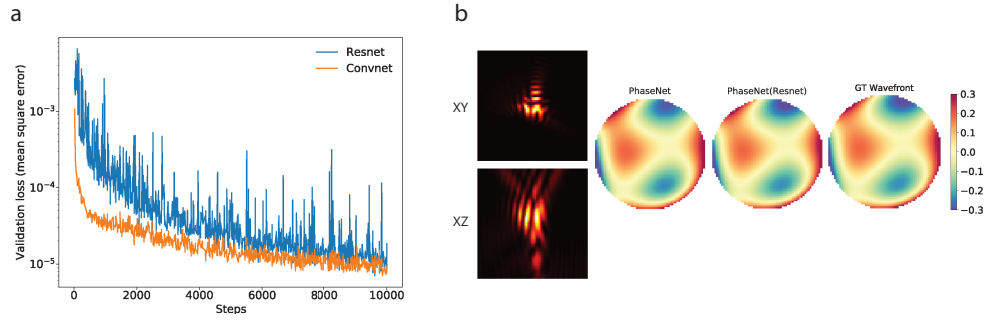 a
Resnet
Convnet
10⁻³
10⁻⁴
10⁻⁵
Validation loss (mean square error)
0
2000
4000
6000
8000
10000
Steps
b
XY
XZ
PhaseNet
PhaseNet(Resnet)
GT Wavefront
0.3
0.2
0.1
0.0
−0.1
−0.2
−0.3